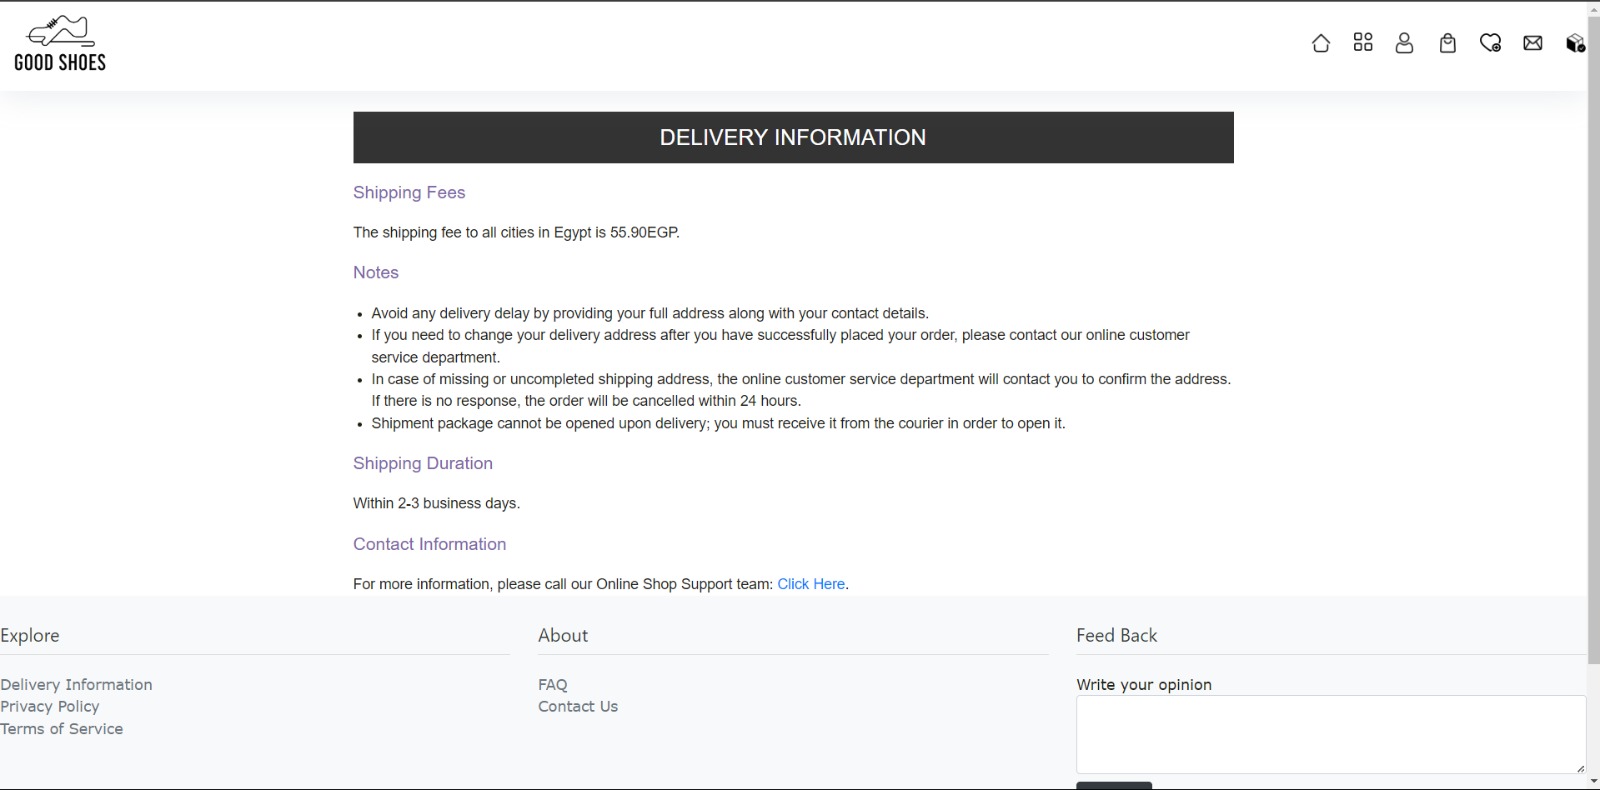 GOOD SHOES
DELIVERY INFORMATION
Shipping Fees
The shipping fee to all cities in Egypt is 55.90EGP.
Notes
• Avoid any delivery delay by providing your full address along with your contact details.
• If you need to change your delivery address after you have successfully placed your order, please contact our online customer
service department.
• In case of missing or uncompleted shipping address, the online customer service department will contact you to confirm the address.
If there is no response, the order will be cancelled within 24 hours.
• Shipment package cannot be opened upon delivery; you must receive it from the courier in order to open it.
Shipping Duration
Within 2-3 business days.
Contact Information
For more information, please call our Online Shop Support team: Click Here.
Explore
Delivery Information
Privacy Policy
Terms of Service
About
FAQ
Contact Us
Feed Back
Write your opinion